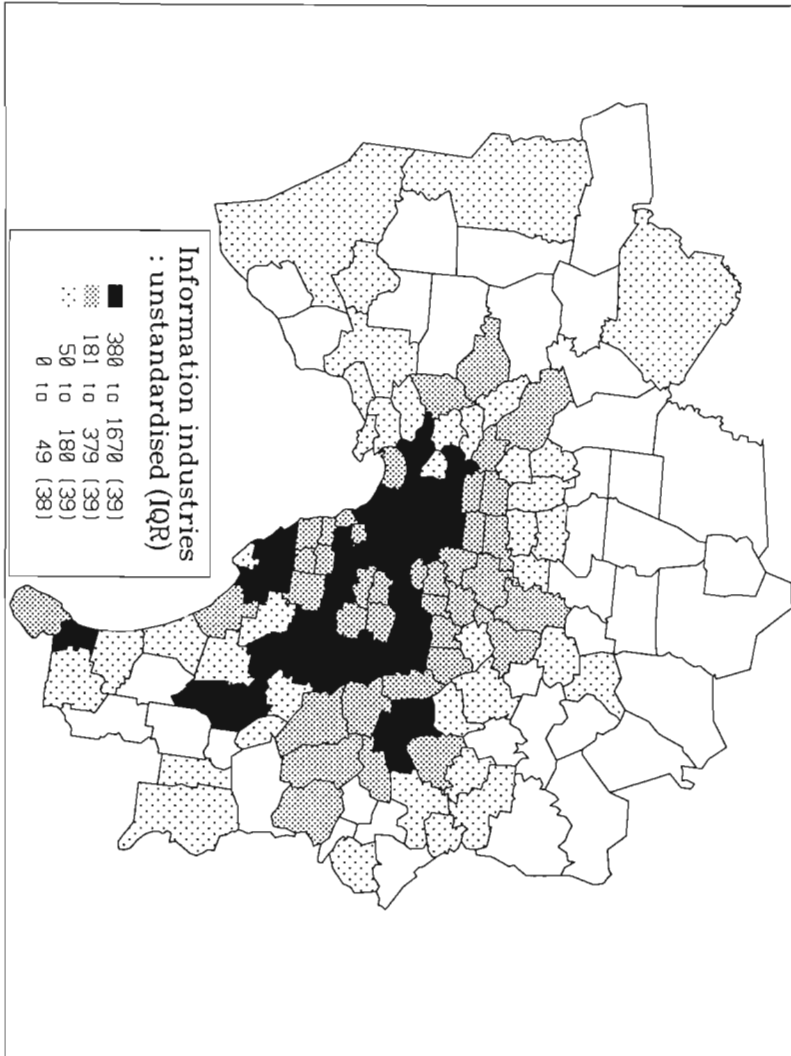 Information industries
: unstandardised (IQR)
380 to 1670 (39)
181 to 379 (39)
50 to 180 (39)
0 to 49 (38)